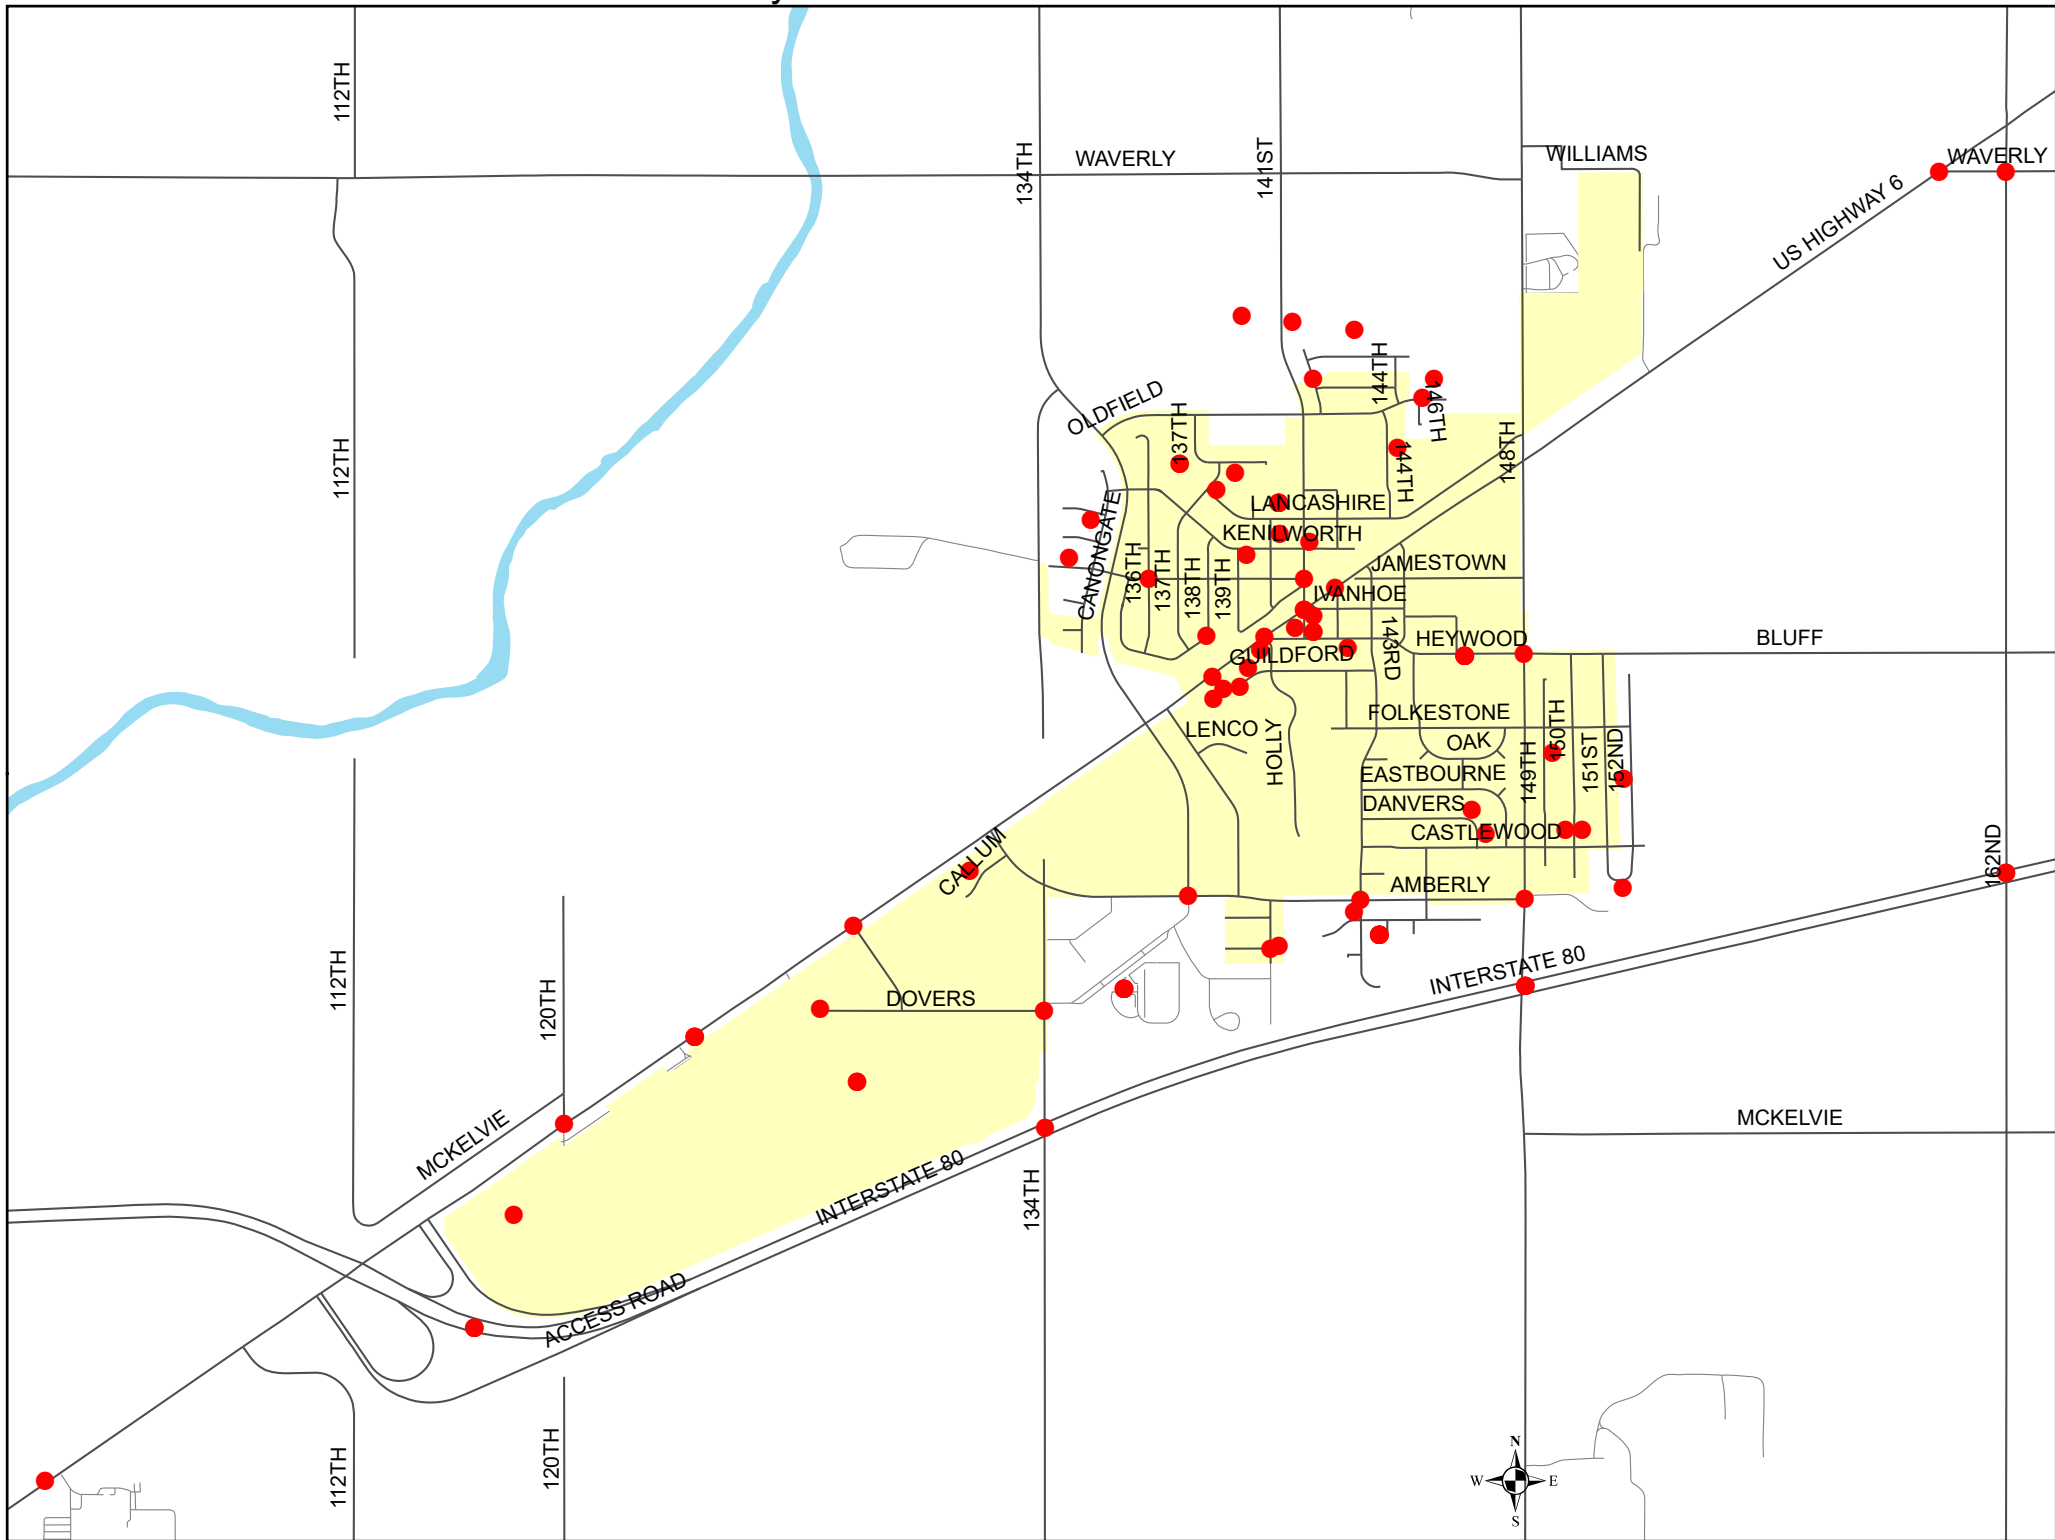 112TH
134TH
141ST
WAVERLY
WILLIAMS
WAVERLY
US HIGHWAY 6
144TH
146TH
OLDFIELD
137TH
112TH
148TH
144TH
LANCASHIRE
KENILWORTH
CANONGATE
136TH
137TH
138TH
139TH
JAMESTOWN
IVANHOE
143RD
HEYWOOD
BLUFF
GUILDFORD
FOLKESTONE
LENCO
HOLLY
OAK
149TH
150TH
151ST
152ND
EASTBOURNE
DANVERS
CASTLEWOOD
162ND
CALLUM
AMBERLY
112TH
120TH
DOVERS
INTERSTATE 80
MCKELVIE
MCKELVIE
INTERSTATE 80
134TH
ACCESS ROAD
112TH
120TH
N
W E
S